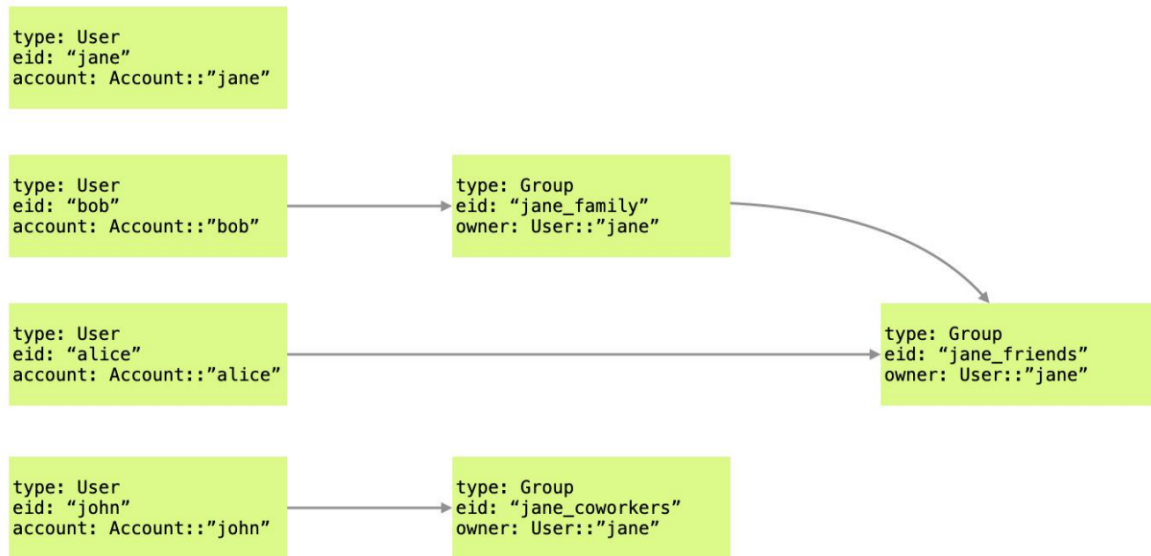 type: User
eid: “jane”
account: Account::”jane”
type: User
eid: “bob”
account: Account::”bob”
type: Group
eid: “jane_family”
owner: User::”jane”
type: User
eid: “alice”
account: Account::”alice”
type: Group
eid: “jane_friends”
owner: User::”jane”
type: User
eid: “john”
account: Account::”john”
type: Group
eid: “jane_coworkers”
owner: User::”jane”